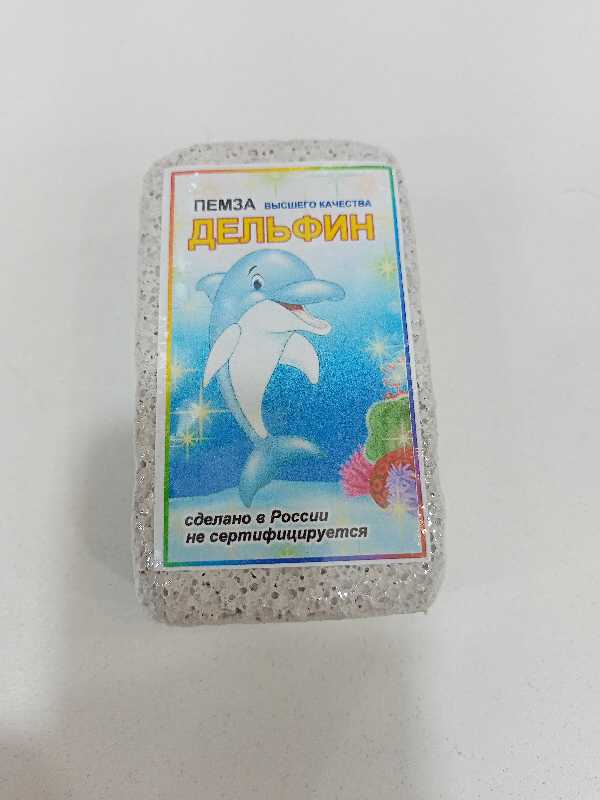 ПЕМЗА ВЫСШЕГО КАЧЕСТВА
ДЕЛЬФИН
сделано в России
не сертифицируется